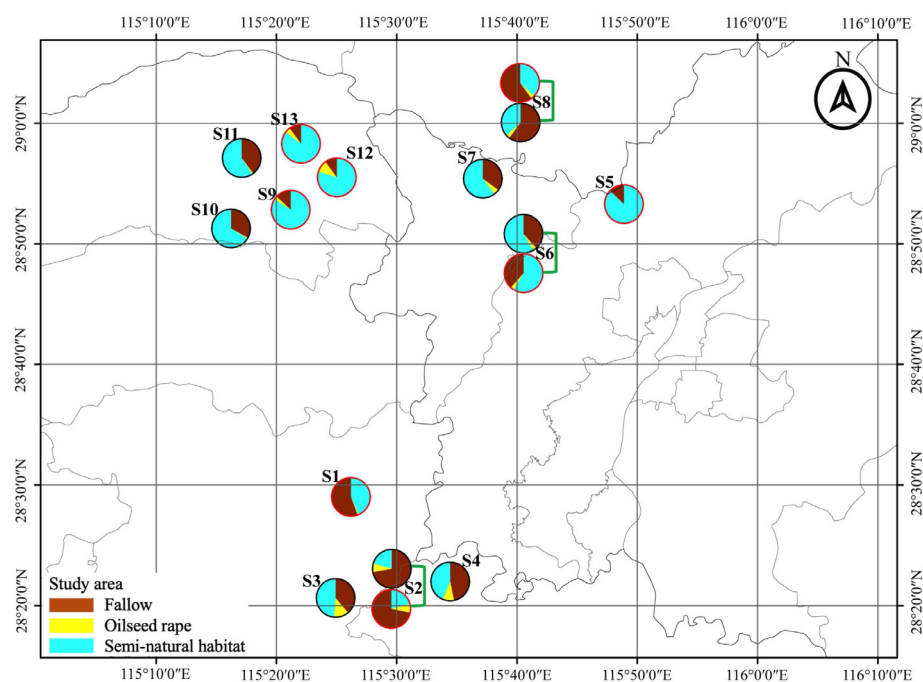 115°10'0"E 115°20'0"E 115°30'0"E 115°40'0"E 115°50'0"E 116°0'0"E 116°10'0"E
N
S8
29°0'0"N 29°0'0"N
S13
S11
S12
S7
S9
S5
S10
28°50'0"N 28°50'0"N
S6
28°40'0"N 28°40'0"N
28°30'0"N 28°30'0"N
S1
S4
S3
S2
Study area
28°20'0"N 28°20'0"N
Fallow
Oilseed rape
Semi-natural habitat
115°10'0"E 115°20'0"E 115°30'0"E 115°40'0"E 115°50'0"E 116°0'0"E 116°10'0"E